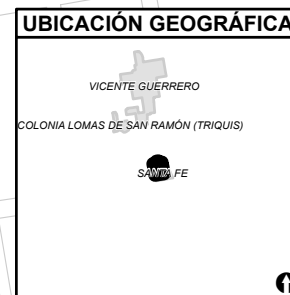 UBICACIÓN GEOGRÁFICA
VICENTE GUERRERO
COLONIA LOMAS DE SAN RAMÓN (TRIQUIS)
SANTA FE